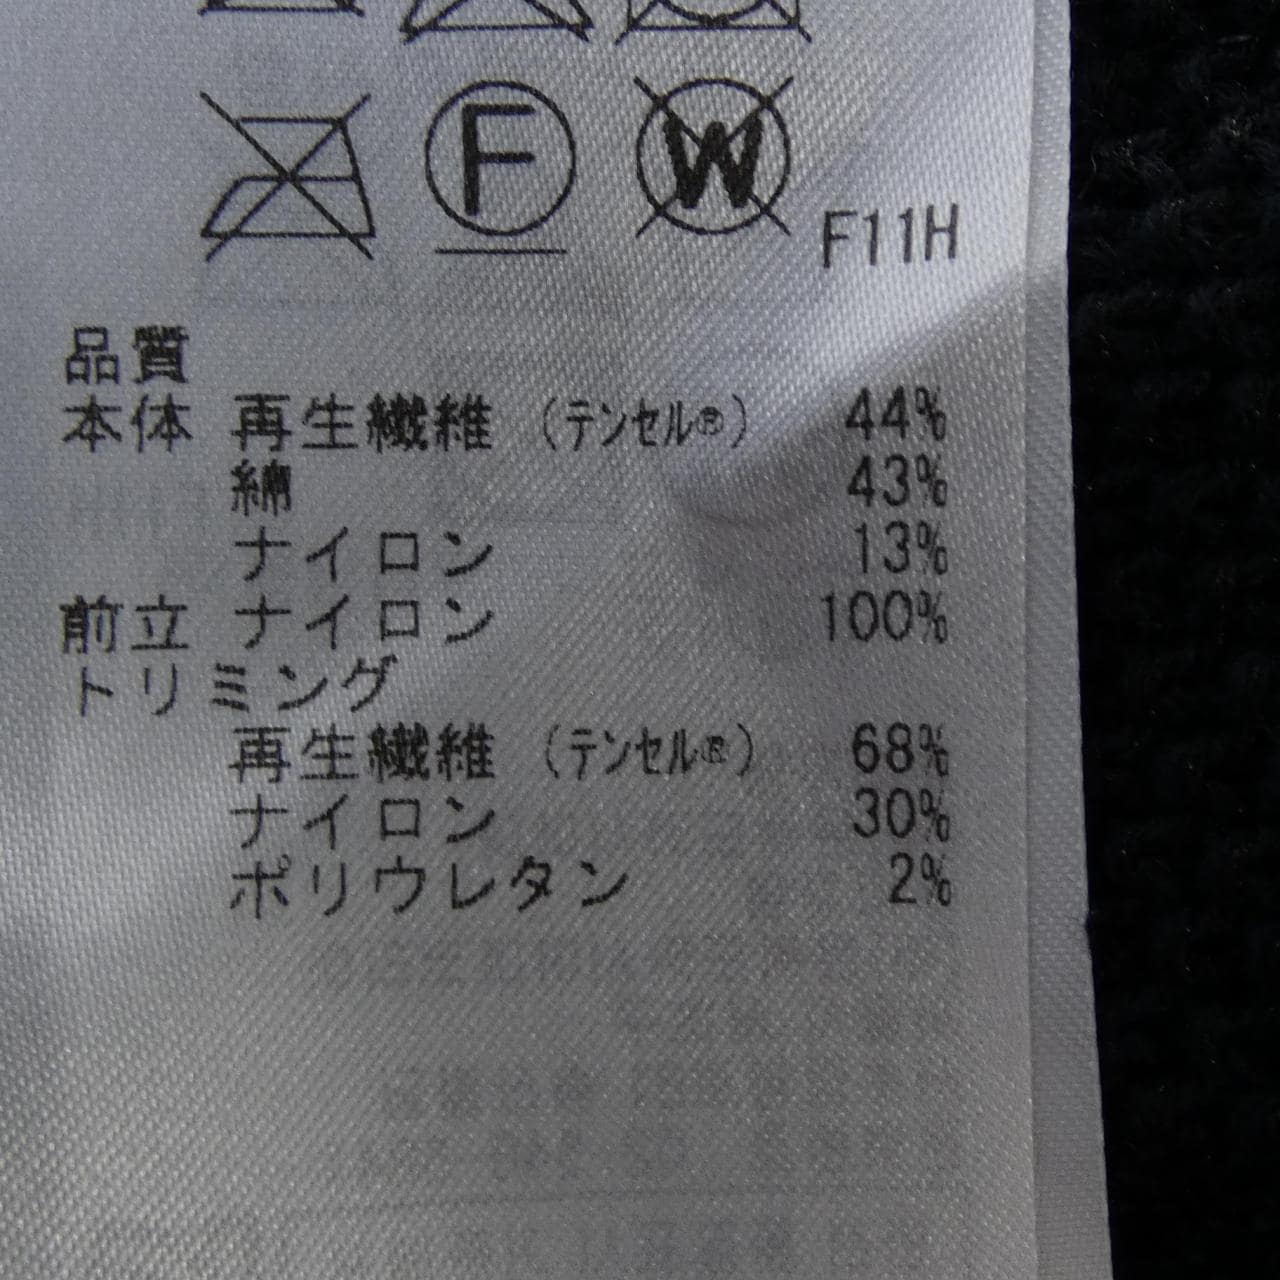 F W F11H
品質
本体 再生繊維 (テンセル®) 44%
綿 43%
ナイロン 13%
前立 ナイロン 100%
トリミング
再生繊維 (テンセル®) 68%
ナイロン 30%
ポリウレタン 2%